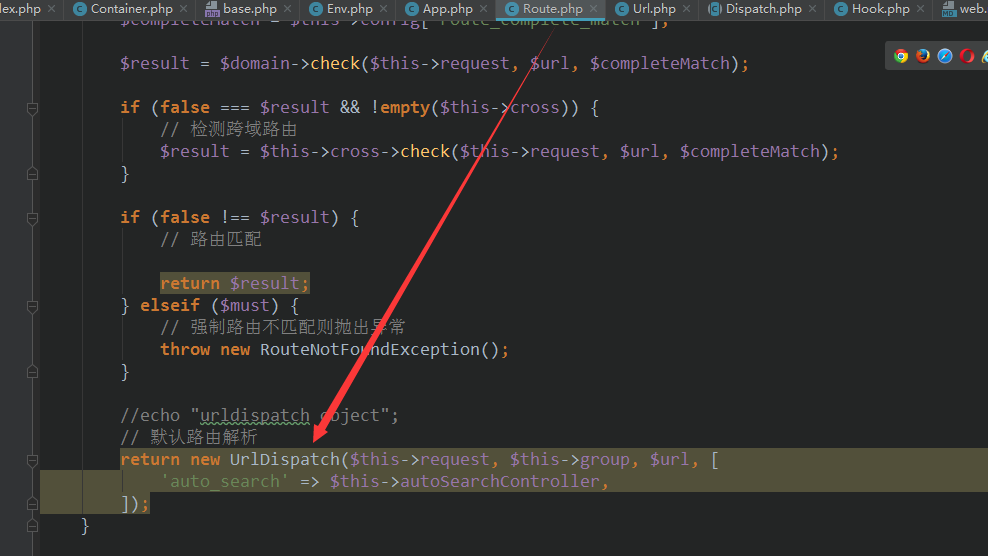 dex.php Container.php base.php Env.php App.php Route.php Url.php Dispatch.php Hook.php web.
$completeMatch = $this->config['route_complete_match'];
$result = $domain->check($this->request, $url, $completeMatch);
if (false === $result && !empty($this->cross)) {
// 检测跨域路由
$result = $this->cross->check($this->request, $url, $completeMatch);
}
if (false !== $result) {
// 路由匹配
return $result;
} elseif ($must) {
// 强制路由不匹配则抛出异常
throw new RouteNotFoundException();
}
//echo "urldispatch object";
// 默认路由解析
return new UrlDispatch($this->request, $this->group, $url, [
'auto_search' => $this->autoSearchController,
]);
}